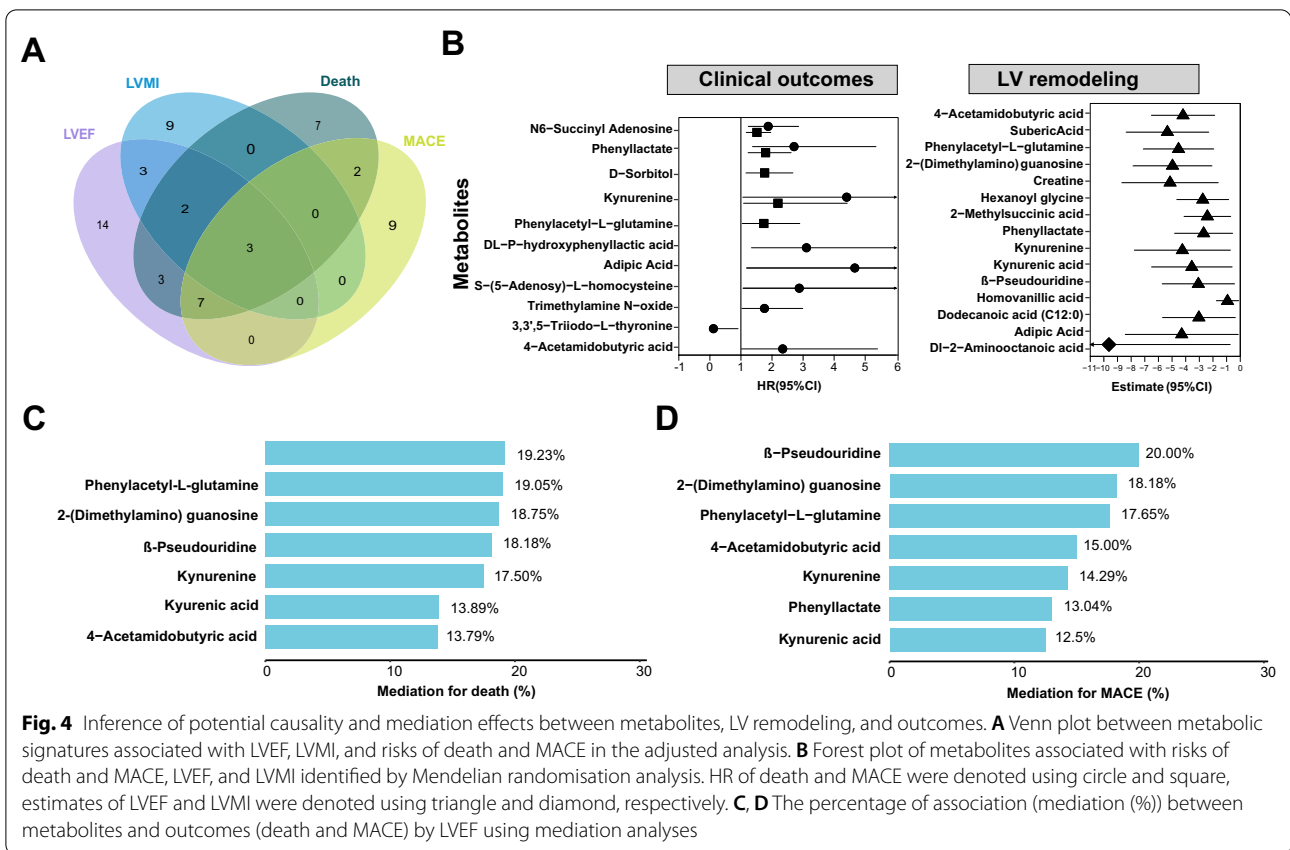 A
LVMI
Death
LVEF
MACE
9
0
7
3
2
2
14
0
9
3
3
0
7
0
0
B
Clinical outcomes
Metabolites
N6−Succinyl Adenosine
Phenyllactate
D−Sorbitol
Kynurenine
Phenylacetyl−L−glutamine
DL−P−hydroxyphenyllactic acid
Adipic Acid
S−(5−Adenosy)−L−homocysteine
Trimethylamine N−oxide
3,3',5−Triiodo−L−thyronine
4−Acetamidobutyric acid
-1 0 1 2 3 4 5 6
HR(95%CI)
LV remodeling
4−Acetamidobutyric acid
SubericAcid
Phenylacetyl−L−glutamine
2−(Dimethylamino) guanosine
Creatine
Hexanoyl glycine
2−Methylsuccinic acid
Phenyllactate
Kynurenine
Kynurenic acid
ß−Pseudouridine
Homovanillic acid
Dodecanoic acid (C12:0)
Adipic Acid
Dl−2−Aminooctanoic acid
−11 −10 −9 −8 −7 −6 −5 −4 −3 −2 −1 0
Estimate (95%CI)
C
19.23%
Phenylacetyl-L-glutamine 19.05%
2-(Dimethylamino) guanosine 18.75%
ß-Pseudouridine 18.18%
Kynurenine 17.50%
Kyurenic acid 13.89%
4−Acetamidobutyric acid 13.79%
0 10 20 30
Mediation for death (%)
D
ß−Pseudouridine 20.00%
2−(Dimethylamino) guanosine 18.18%
Phenylacetyl−L−glutamine 17.65%
4−Acetamidobutyric acid 15.00%
Kynurenine 14.29%
Phenyllactate 13.04%
Kynurenic acid 12.5%
0 10 20 30
Mediation for MACE (%)
Fig. 4 Inference of potential causality and mediation effects between metabolites, LV remodeling, and outcomes. A Venn plot between metabolic
signatures associated with LVEF, LVMI, and risks of death and MACE in the adjusted analysis. B Forest plot of metabolites associated with risks of
death and MACE, LVEF, and LVMI identified by Mendelian randomisation analysis. HR of death and MACE were denoted using circle and square,
estimates of LVEF and LVMI were denoted using triangle and diamond, respectively. C, D The percentage of association (mediation (%)) between
metabolites and outcomes (death and MACE) by LVEF using mediation analyses